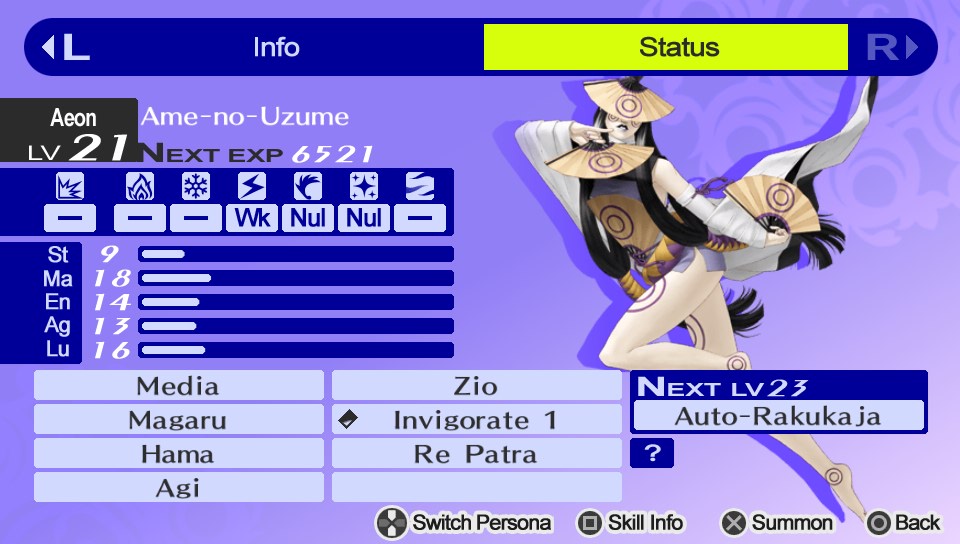 L Info Status R
Aeon
Ame-no-Uzume
LV 21 NEXT EXP 6521
— — — Wk Nul Nul —
St 9
Ma 18
En 14
Ag 13
Lu 16
Media Zio
NEXT LV 23
Magaru Invigorate 1
Auto-Rakukaja
Hama Re Patra ?
Agi
Switch Persona Skill Info Summon Back